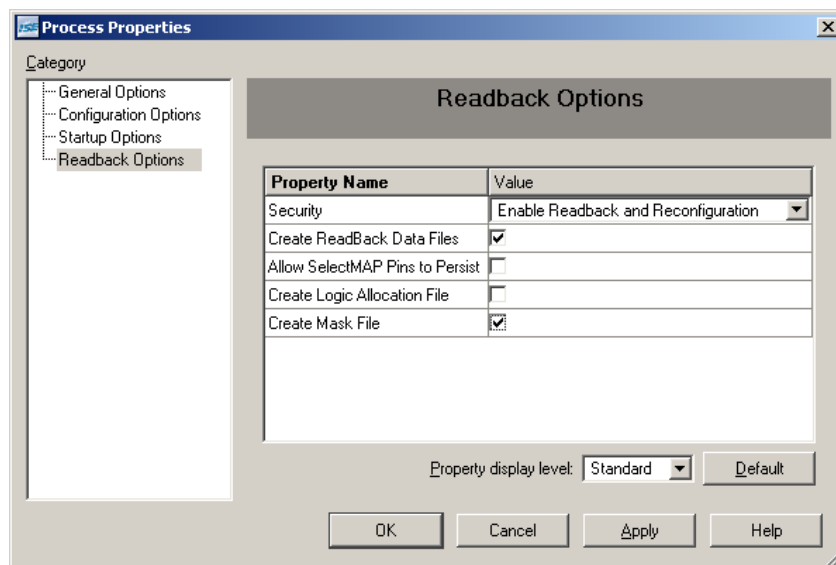 ISE Process Properties
Category
General Options
Configuration Options
Startup Options
Readback Options
Readback Options
Property Name Value
Security Enable Readback and Reconfiguration
Create ReadBack Data Files
Allow SelectMAP Pins to Persist
Create Logic Allocation File
Create Mask File
Property display level: Standard Default
OK Cancel Apply Help